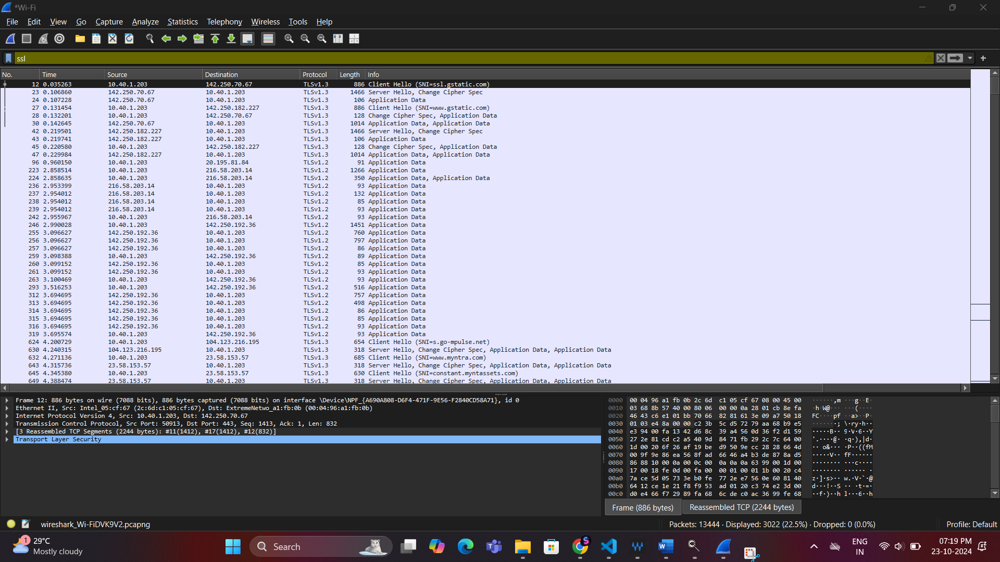 *Wi-Fi
File Edit View Go Capture Analyze Statistics Telephony Wireless Tools Help
ssl
No. Time Source Destination Protocol Length Info
12 0.035263 10.40.1.203 142.250.70.67 TLSv1.3 886 Client Hello (SNI=ssl.gstatic.com)
23 0.106860 142.250.70.67 10.40.1.203 TLSv1.3 1466 Server Hello, Change Cipher Spec
24 0.107228 142.250.70.67 10.40.1.203 TLSv1.3 106 Application Data
27 0.131454 10.40.1.203 142.250.182.227 TLSv1.3 886 Client Hello (SNI=www.gstatic.com)
28 0.132201 10.40.1.203 142.250.70.67 TLSv1.3 128 Change Cipher Spec, Application Data
30 0.142645 142.250.70.67 10.40.1.203 TLSv1.3 1014 Application Data, Application Data
42 0.219501 142.250.182.227 10.40.1.203 TLSv1.3 1466 Server Hello, Change Cipher Spec
43 0.219741 142.250.182.227 10.40.1.203 TLSv1.3 106 Application Data
45 0.220580 10.40.1.203 142.250.182.227 TLSv1.3 128 Change Cipher Spec, Application Data
47 0.229984 142.250.182.227 10.40.1.203 TLSv1.3 1014 Application Data, Application Data
96 0.960150 10.40.1.203 20.195.81.84 TLSv1.2 91 Application Data
223 2.858514 10.40.1.203 216.58.203.14 TLSv1.2 1266 Application Data
224 2.858635 10.40.1.203 216.58.203.14 TLSv1.2 350 Application Data, Application Data
236 2.953399 216.58.203.14 10.40.1.203 TLSv1.2 93 Application Data
237 2.954012 216.58.203.14 10.40.1.203 TLSv1.2 132 Application Data
238 2.954012 216.58.203.14 10.40.1.203 TLSv1.2 85 Application Data
239 2.954012 216.58.203.14 10.40.1.203 TLSv1.2 93 Application Data
242 2.955967 10.40.1.203 216.58.203.14 TLSv1.2 93 Application Data
246 2.990028 10.40.1.203 142.250.192.36 TLSv1.2 1451 Application Data
255 3.096627 142.250.192.36 10.40.1.203 TLSv1.2 760 Application Data
256 3.096627 142.250.192.36 10.40.1.203 TLSv1.2 797 Application Data
257 3.096627 142.250.192.36 10.40.1.203 TLSv1.2 86 Application Data
259 3.098388 10.40.1.203 142.250.192.36 TLSv1.2 89 Application Data
260 3.099152 142.250.192.36 10.40.1.203 TLSv1.2 85 Application Data
261 3.099152 142.250.192.36 10.40.1.203 TLSv1.2 93 Application Data
263 3.100469 10.40.1.203 142.250.192.36 TLSv1.2 93 Application Data
293 3.516253 10.40.1.203 142.250.192.36 TLSv1.2 516 Application Data
312 3.694695 142.250.192.36 10.40.1.203 TLSv1.2 757 Application Data
313 3.694695 142.250.192.36 10.40.1.203 TLSv1.2 498 Application Data
314 3.694695 142.250.192.36 10.40.1.203 TLSv1.2 86 Application Data
315 3.694695 142.250.192.36 10.40.1.203 TLSv1.2 85 Application Data
316 3.694695 142.250.192.36 10.40.1.203 TLSv1.2 93 Application Data
319 3.695574 10.40.1.203 142.250.192.36 TLSv1.2 93 Application Data
624 4.200729 10.40.1.203 104.123.216.195 TLSv1.3 654 Client Hello (SNI=s.go-mpulse.net)
630 4.240315 104.123.216.195 10.40.1.203 TLSv1.3 318 Server Hello, Change Cipher Spec, Application Data, Application Data
632 4.271136 10.40.1.203 23.58.153.57 TLSv1.3 685 Client Hello (SNI=www.myntra.com)
643 4.315736 23.58.153.57 10.40.1.203 TLSv1.3 318 Server Hello, Change Cipher Spec, Application Data, Application Data
645 4.345380 10.40.1.203 23.58.153.57 TLSv1.3 630 Client Hello (SNI=constant.myntassets.com)
649 4.388474 23.58.153.57 10.40.1.203 TLSv1.3 318 Server Hello, Change Cipher Spec, Application Data, Application Data
Frame 12: 886 bytes on wire (7088 bits), 886 bytes captured (7088 bits) on interface \Device\NPF_{A690A808-D6F4-471F-9E56-F2840CD58A71}, id 0
Ethernet II, Src: Intel_05:cf:67 (2c:6d:c1:05:cf:67), Dst: ExtremeNetwo_a1:fb:0b (00:04:96:a1:fb:0b)
Internet Protocol Version 4, Src: 10.40.1.203, Dst: 142.250.70.67
Transmission Control Protocol, Src Port: 50913, Dst Port: 443, Seq: 1413, Ack: 1, Len: 832
[3 Reassembled TCP Segments (2244 bytes): #11(1412), #17(1412), #12(832)]
Transport Layer Security
0000 00 04 96 a1 fb 0b 2c 6d c1 05 cf 67 08 00 45 00 ······,m ···g··E·
0010 03 68 8b 57 40 00 80 06 00 00 0a 28 01 cb 8e fa ·h·W@··· ···(····
0020 46 43 c6 e1 01 bb 70 66 82 81 61 3e 09 a7 50 18 FC····pf ··a>··P·
0030 01 03 e4 8a 00 00 c2 3b 5c d5 72 79 aa 68 b9 e5 ·······; \·ry·h··
0040 e3 94 00 fa 13 42 d6 8c 39 a4 56 0d 36 f2 d1 59 ·····B·· 9·V·6··Y
0050 27 2e 81 cd c2 a5 40 9d 84 71 fb 29 2c 7c 64 00 '.····@· ·q·),|d·
0060 1d 00 20 6f 26 af 19 be d9 50 9e cc 28 28 66 4d ·· o&··· ·P··((fM
0070 00 9f 9e 86 ea 56 8f ad 66 46 a4 b3 de 87 8a d5 ·····V·· fF······
0080 86 88 10 00 0a 00 0c 00 0a 0a 0a 63 99 00 1d 00 ········ ···c····
0090 17 00 18 fe 0d 00 fa 00 00 01 00 01 1b 00 20 c4 ········ ······ ·
00a0 7a ce 5d 05 73 3e b0 fe 77 2e e7 56 0e 60 81 40 z·]·s>·· w.·V·`·@
00b0 64 12 ce 1e 21 f8 f9 53 ad 01 20 c3 74 e2 3d 00 d···!··S ·· ·t·=·
00c0 d0 e4 66 f7 29 89 fa 68 6c de c0 ac 36 99 fe 68 ··f·)··h l···6··h
Frame (886 bytes) Reassembled TCP (2244 bytes)
wireshark_Wi-FiDVK9V2.pcapng Packets: 13444 · Displayed: 3022 (22.5%) · Dropped: 0 (0.0%) Profile: Default
1
29°C
Mostly cloudy
Search
S
ENG
IN
07:19 PM
23-10-2024